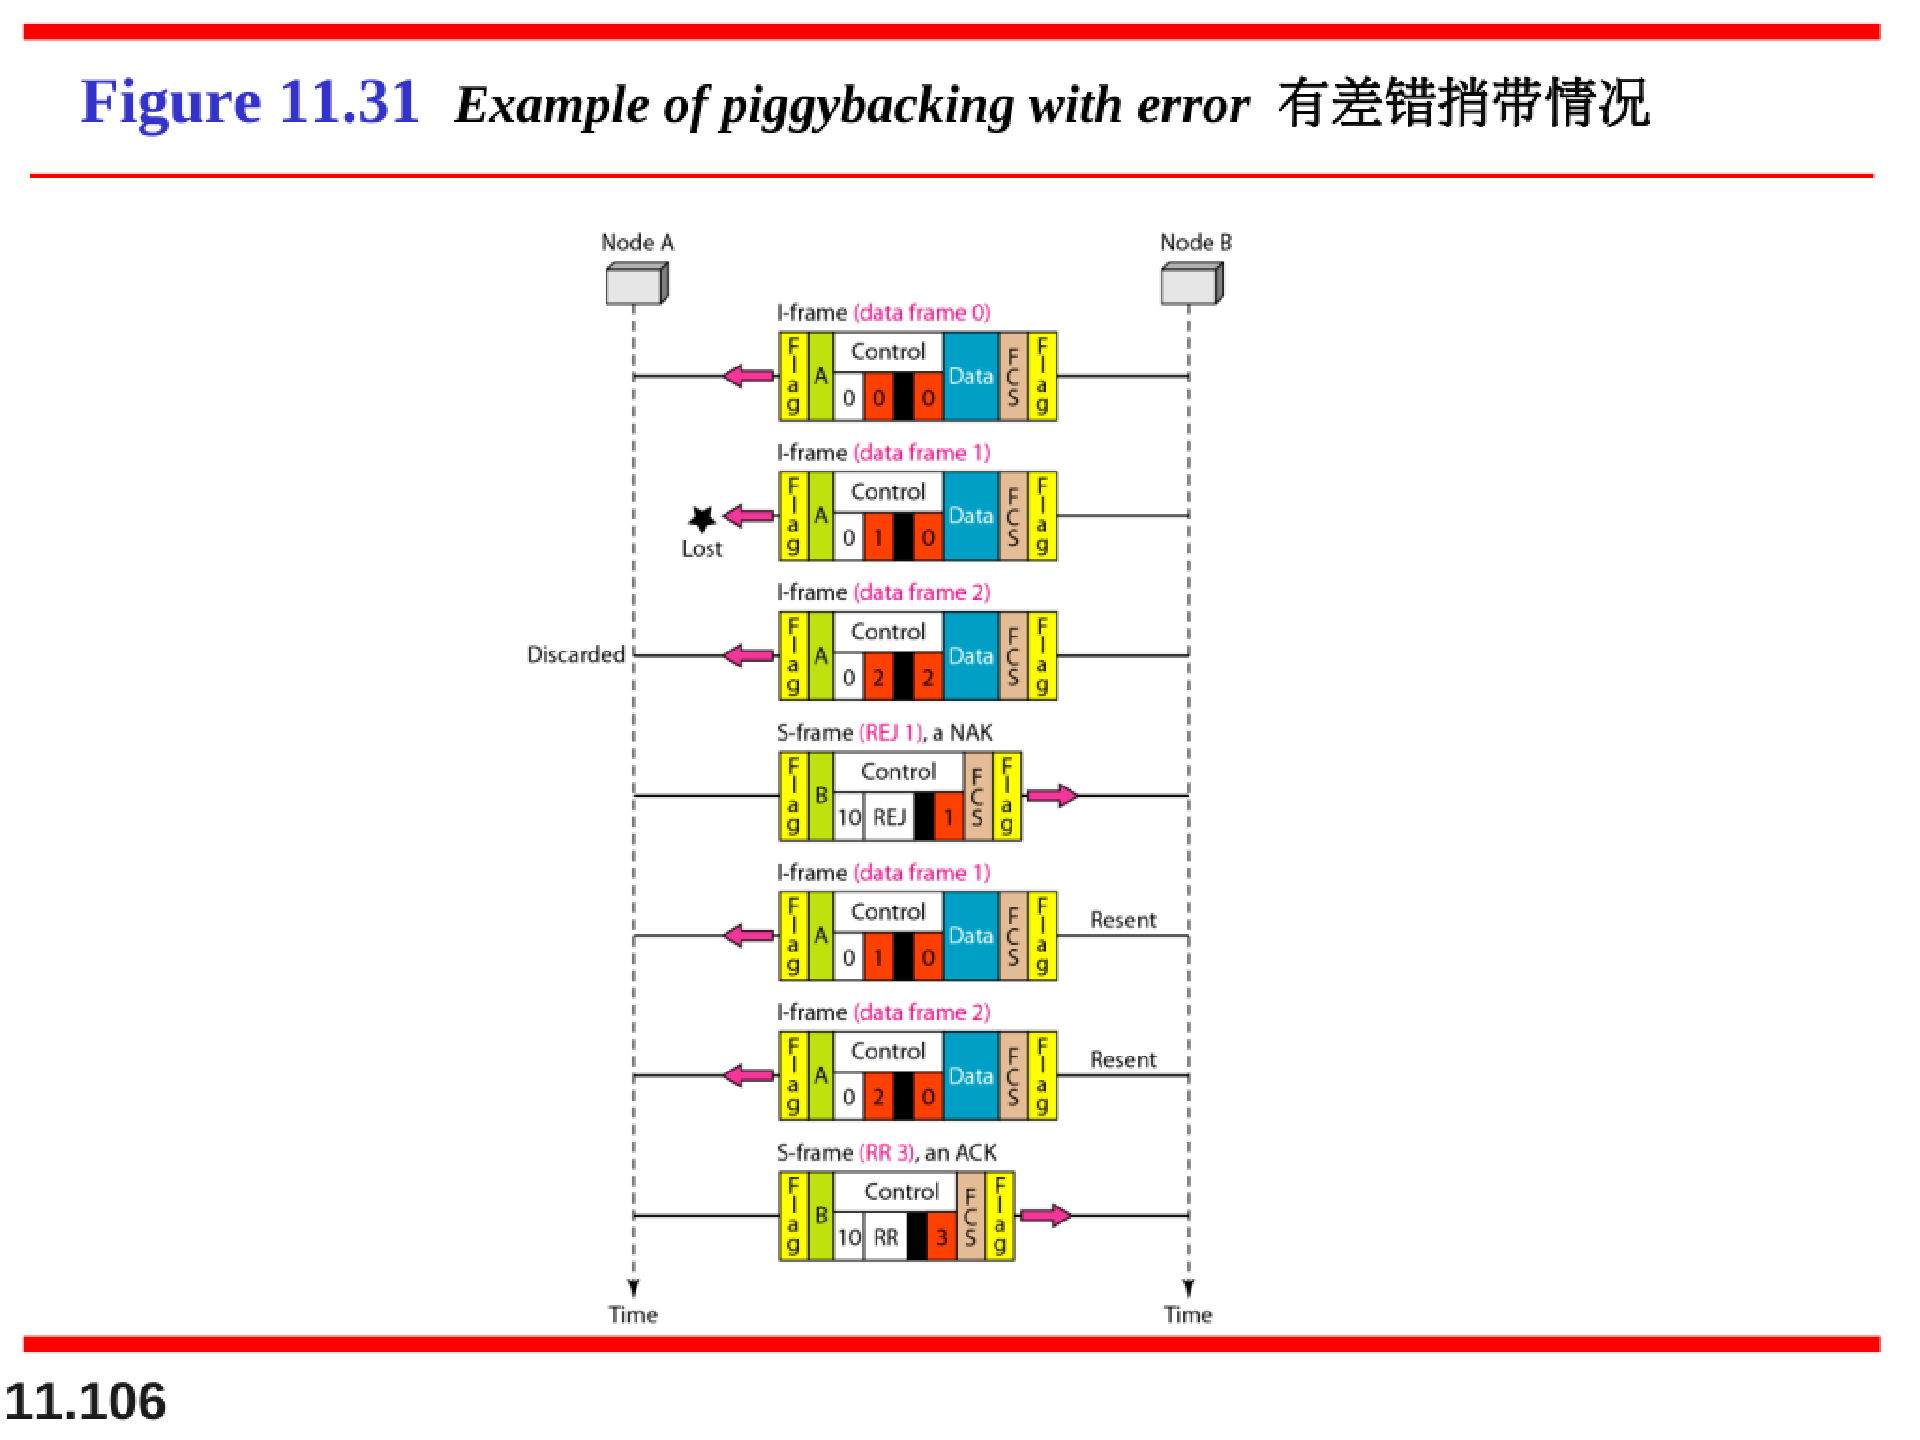 Figure 11.31 Example of piggybacking with error 有差错捎带情况
Node A
Node B
I-frame (data frame 0)
Flag A Control 0 0 0 Data FCS Flag
I-frame (data frame 1)
Flag A Control 0 1 0 Data FCS Flag
Lost
I-frame (data frame 2)
Discarded
Flag A Control 0 2 2 Data FCS Flag
S-frame (REJ 1), a NAK
Flag B Control 10 REJ 1 FCS Flag
I-frame (data frame 1)
Flag A Control 0 1 0 Data FCS Flag
Resent
I-frame (data frame 2)
Flag A Control 0 2 0 Data FCS Flag
Resent
S-frame (RR 3), an ACK
Flag B Control 10 RR 3 FCS Flag
Time
Time
11.106